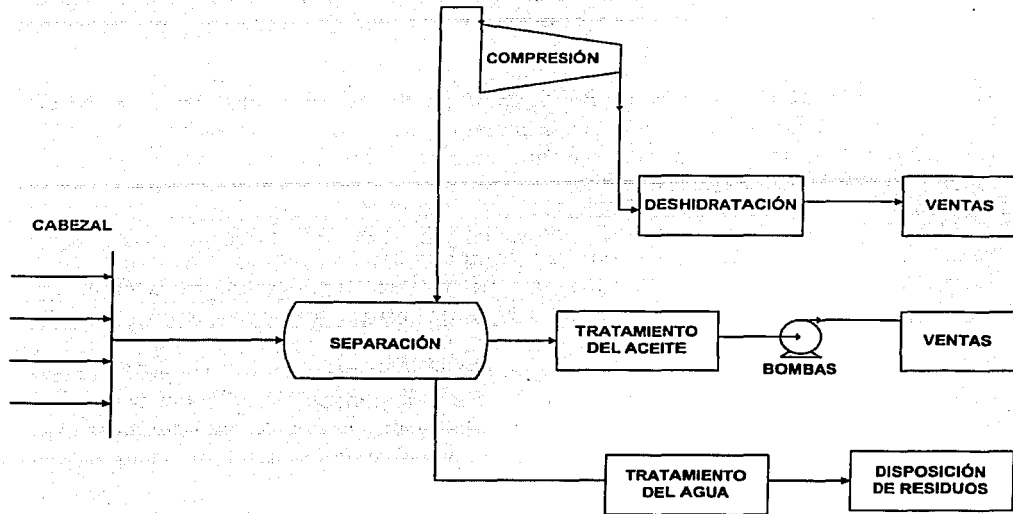 COMPRESIÓN
DESHIDRATACIÓN
VENTAS
CABEZAL
SEPARACIÓN
TRATAMIENTO
DEL ACEITE
BOMBAS
VENTAS
TRATAMIENTO
DEL AGUA
DISPOSICIÓN
DE RESIDUOS